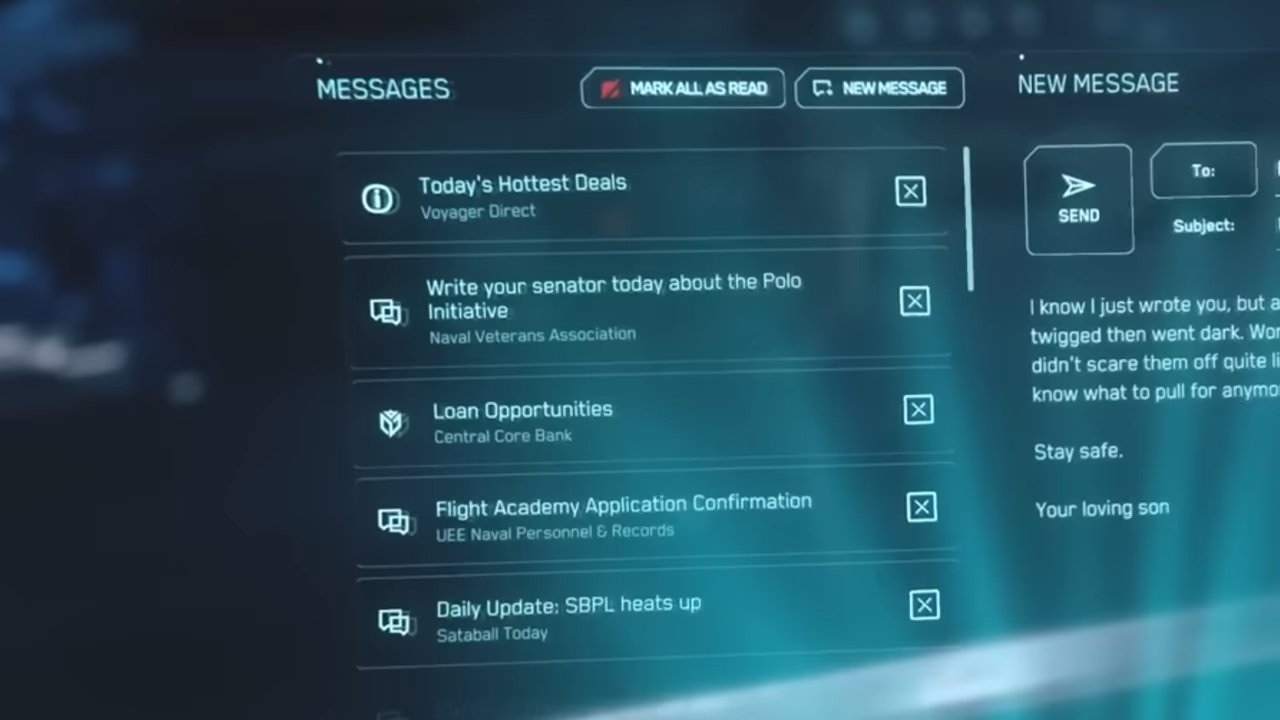 MESSAGES
MARK ALL AS READ
NEW MESSAGE
Today's Hottest Deals
Voyager Direct
Write your senator today about the Polo
Initiative
Naval Veterans Association
Loan Opportunities
Central Core Bank
Flight Academy Application Confirmation
UEE Naval Personnel & Records
Daily Update: SBPL heats up
Sataball Today
NEW MESSAGE
SEND
To:
Subject:
I know I just wrote you, but
twigged then went dark.
didn't scare them off quite
know what to pull for
Stay safe.
Your loving son